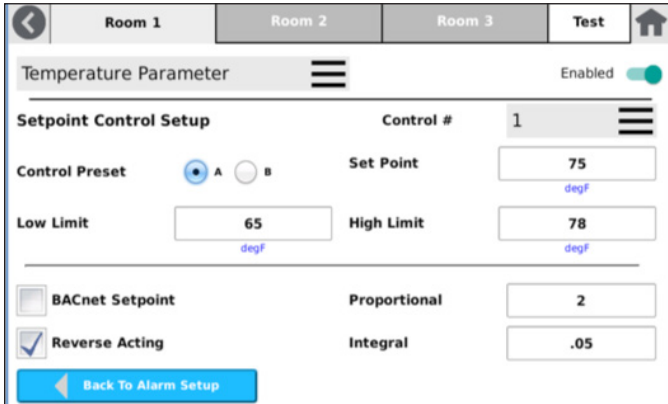 Room 1 Room 2 Room 3 Test
Temperature Parameter Enabled
Setpoint Control Setup Control # 1
Control Preset A B Set Point 75
degF
Low Limit 65 High Limit 78
degF degF
BACnet Setpoint Proportional 2
Reverse Acting Integral .05
Back To Alarm Setup